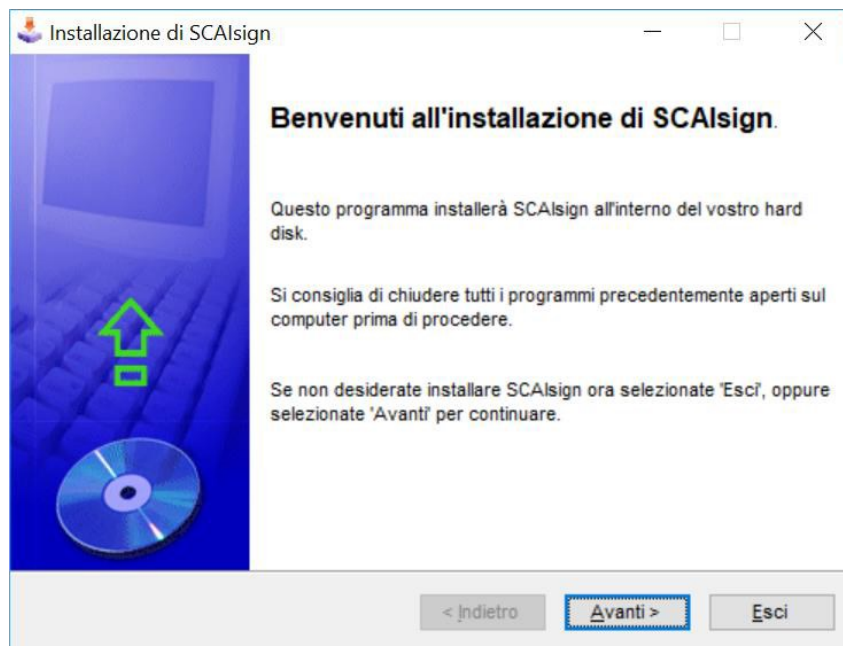 Installazione di SCAIsign
Benvenuti all'installazione di SCAIsign.
Questo programma installerà SCAIsign all'interno del vostro hard
disk.
Si consiglia di chiudere tutti i programmi precedentemente aperti sul
computer prima di procedere.
Se non desiderate installare SCAIsign ora selezionate 'Esci', oppure
selezionate 'Avanti' per continuare.
< Indietro
Avanti >
Esci